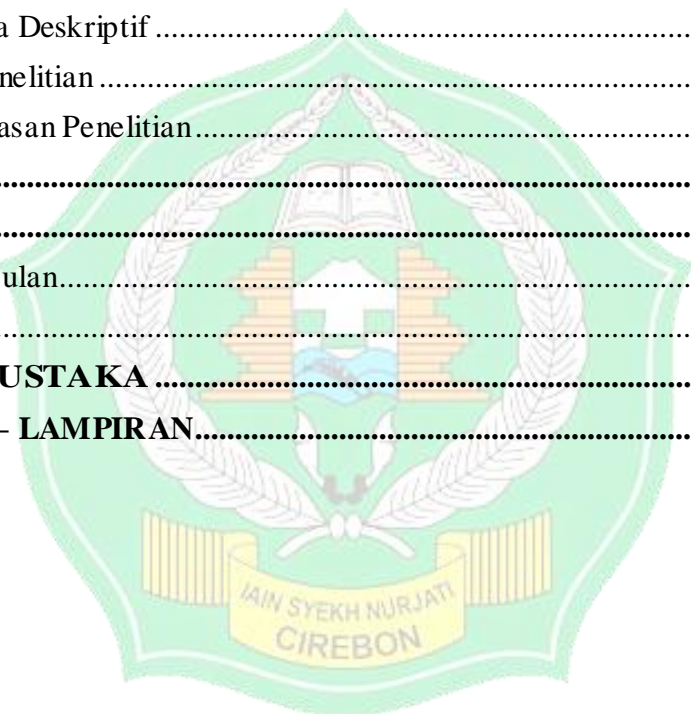 a Deskriptif ................................................................................
nelitian ................................................................................
asan Penelitian ................................................................................
................................................................................
................................................................................
ulan ................................................................................
................................................................................
USTAKA ................................................................................
– LAMPIRAN ................................................................................
IAIN SYEKH NURJATI
CIREBON